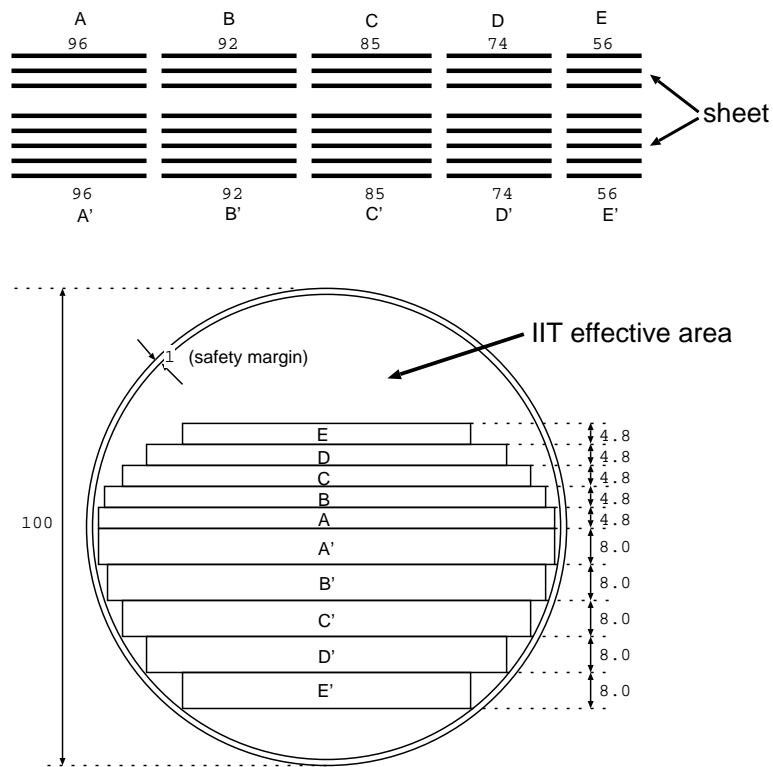 A B C D E
96 92 85 74 56
sheet
96 92 85 74 56
A’ B’ C’ D’ E’
IIT effective area
1 (safety margin)
E 4.8
D 4.8
C 4.8
B 4.8
A 4.8
100
A’ 8.0
B’ 8.0
C’ 8.0
D’ 8.0
E’ 8.0